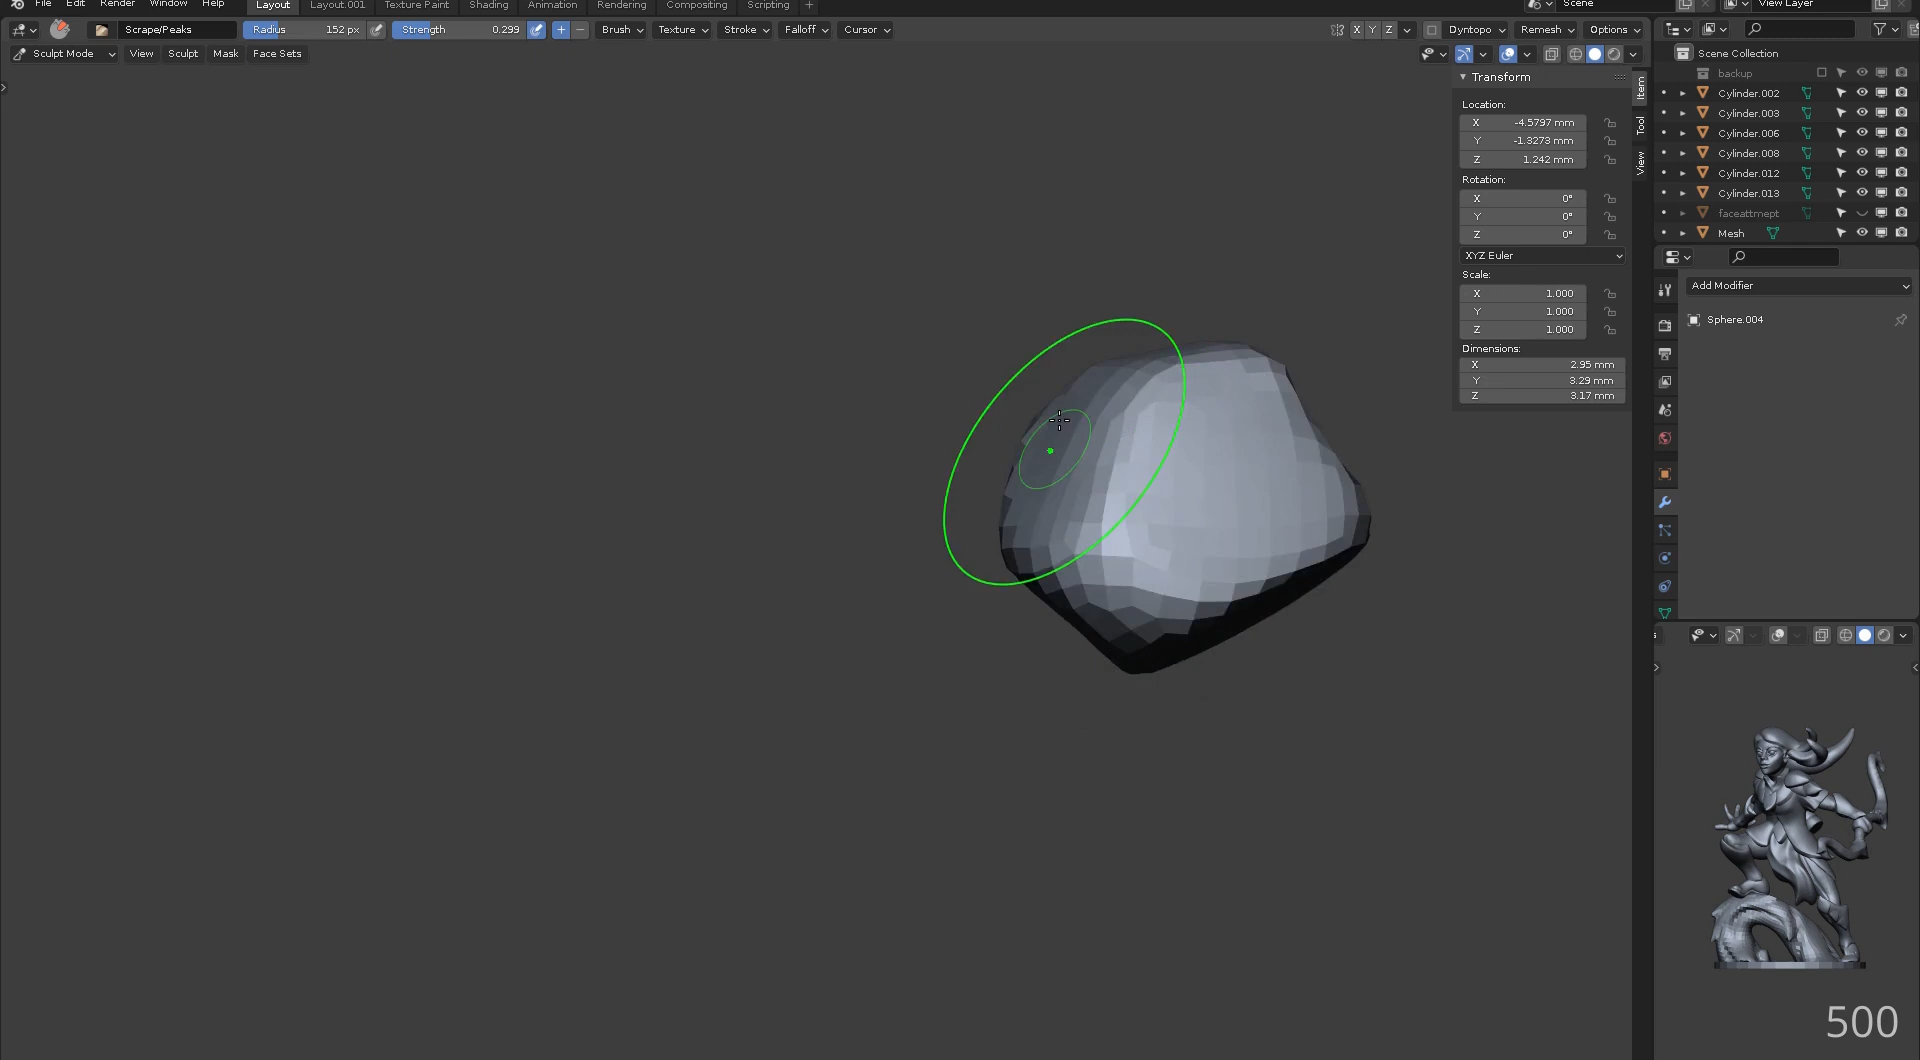 File Edit Render Window Help Layout Layout.001 Texture Paint Shading Animation Rendering Compositing Scripting + Scene View Layer
Scrape/Peaks Radius 152 px Strength 0.299 + − Brush Texture Stroke Falloff Cursor X Y Z Dyntopo Remesh Options
Sculpt Mode View Sculpt Mask Face Sets
Transform
Location:
X -4.5797 mm
Y -1.3273 mm
Z 1.242 mm
Rotation:
X 0°
Y 0°
Z 0°
XYZ Euler
Scale:
X 1.000
Y 1.000
Z 1.000
Dimensions:
X 2.95 mm
Y 3.29 mm
Z 3.17 mm
Item
Tool
View
Scene Collection
backup
Cylinder.002
Cylinder.003
Cylinder.006
Cylinder.008
Cylinder.012
Cylinder.013
faceattmept
Mesh
Add Modifier
Sphere.004
s
500